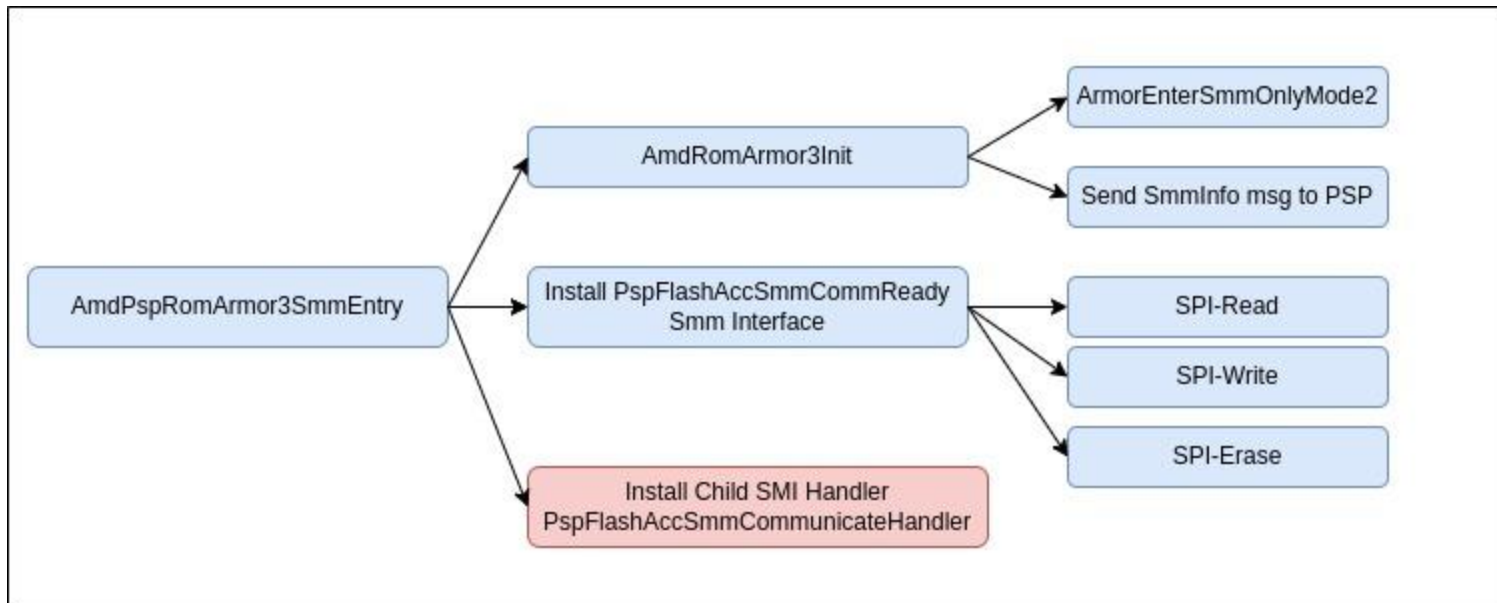 AmdPspRomArmor3SmmEntry
AmdRomArmor3Init
ArmorEnterSmmOnlyMode2
Send SmmInfo msg to PSP
Install PspFlashAccSmmCommReady
Smm Interface
SPI-Read
SPI-Write
SPI-Erase
Install Child SMI Handler
PspFlashAccSmmCommunicateHandler